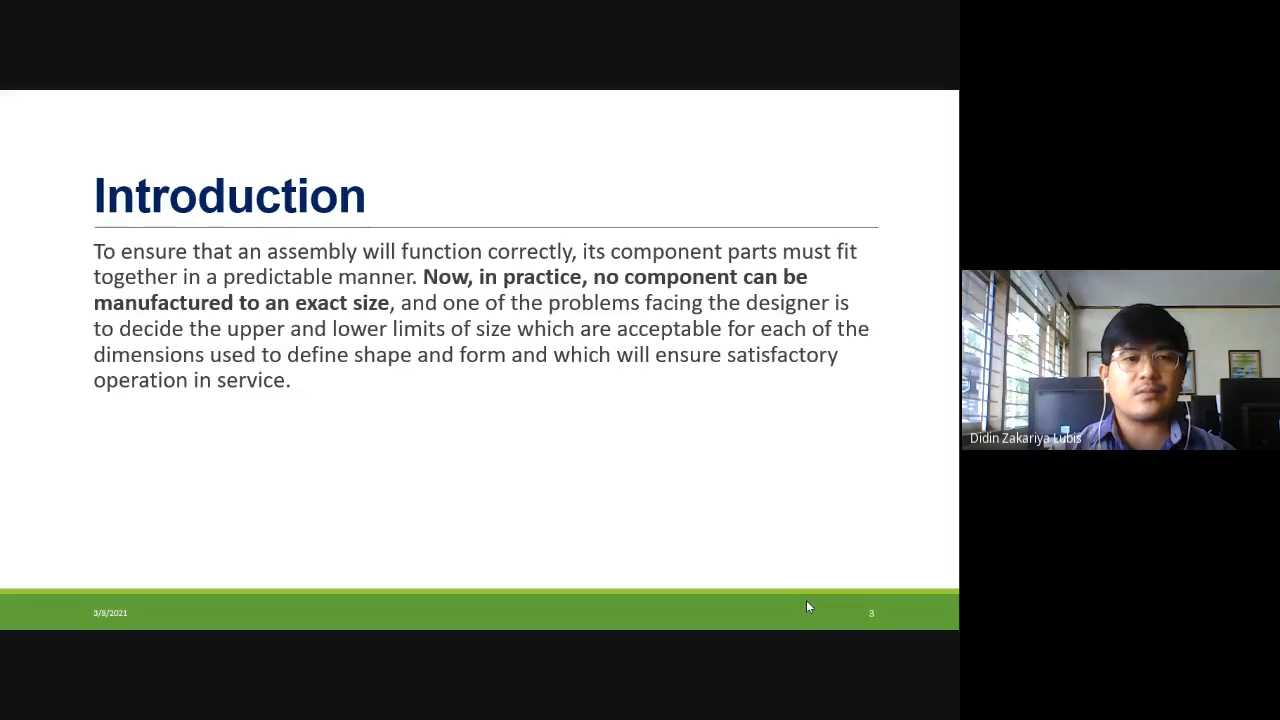 Introduction
To ensure that an assembly will function correctly, its component parts must fit
together in a predictable manner. Now, in practice, no component can be
manufactured to an exact size, and one of the problems facing the designer is
to decide the upper and lower limits of size which are acceptable for each of the
dimensions used to define shape and form and which will ensure satisfactory
operation in service.
3/8/2021
3
Didin Zakariya Lubis